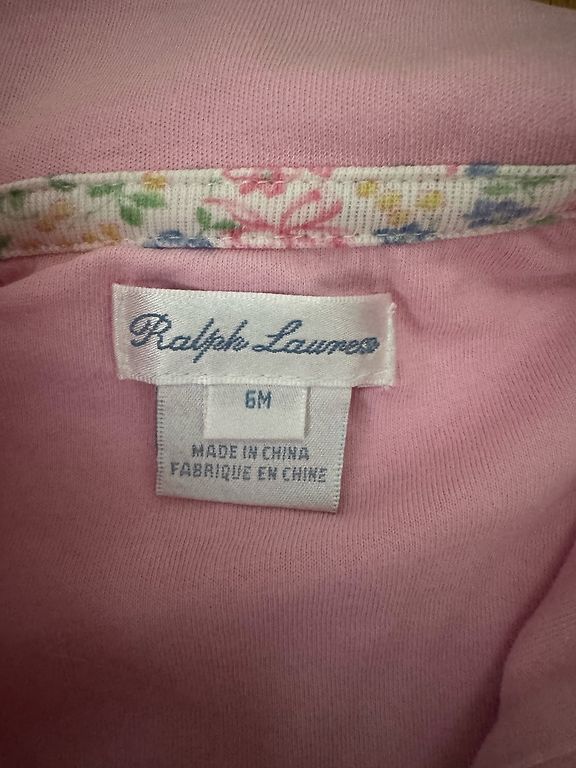 Ralph Lauren
6M
MADE IN CHINA
FABRIQUE EN CHINE